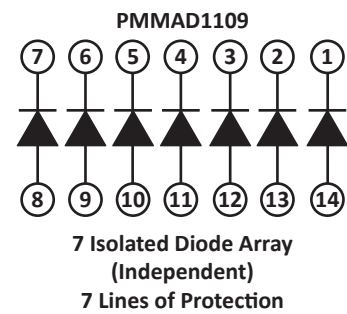 PMMAD1109
7 6 5 4 3 2 1
8 9 10 11 12 13 14
7 Isolated Diode Array
(Independent)
7 Lines of Protection